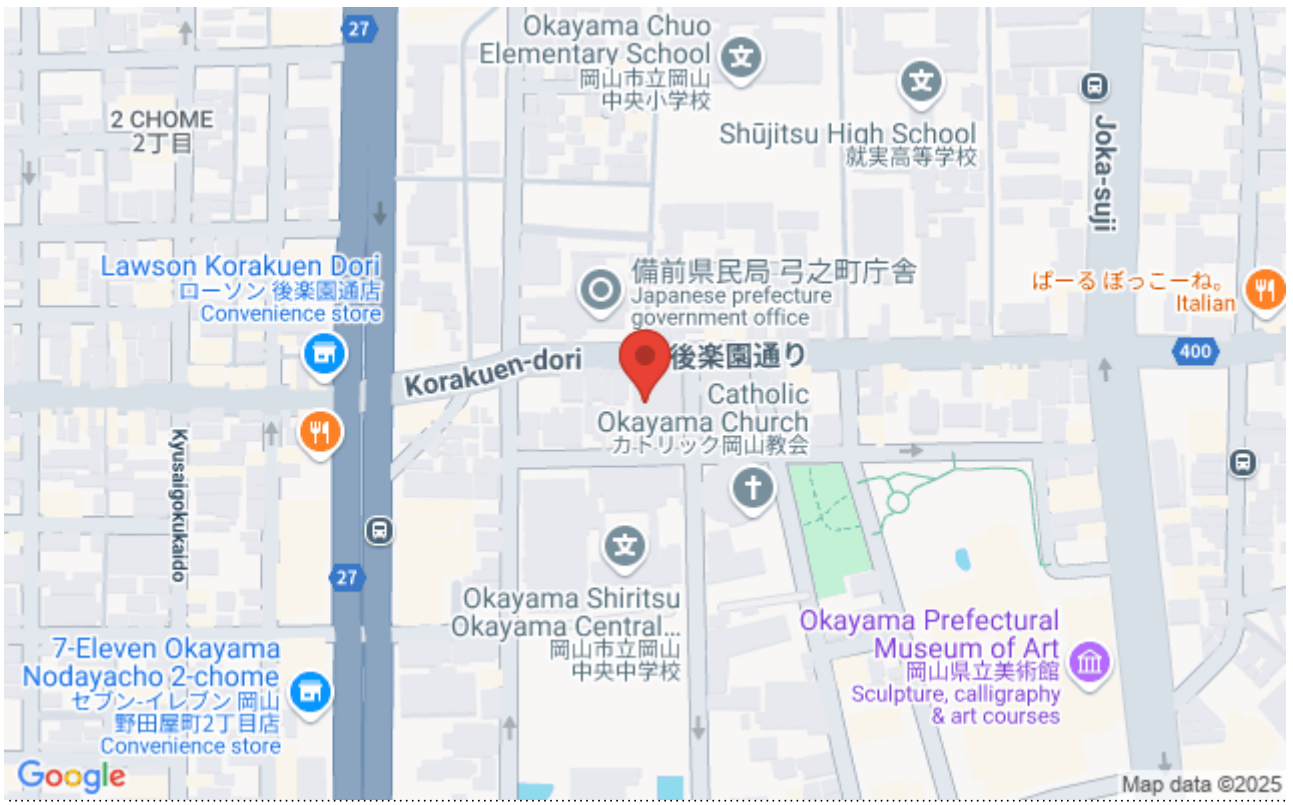 27
Okayama Chuo
Elementary School
岡山市立岡山
中央小学校
2 CHOME
2丁目
Shūjitsu High School
就実高等学校
Joka-suji
Lawson Korakuen Dori
ローソン 後楽園通店
Convenience store
備前県民局 弓之町庁舎
Japanese prefecture
government office
ばーる ぼっこーね。
Italian
Korakuen-dori
後楽園通り
400
Catholic
Okayama Church
カトリック岡山教会
Kyusaigokukaido
文
文
文
27
Okayama Shiritsu
Okayama Central...
岡山市立岡山
中央中学校
Okayama Prefectural
Museum of Art
岡山県立美術館
Sculpture, calligraphy
& art courses
7-Eleven Okayama
Nodayacho 2-chome
セブン-イレブン 岡山
野田屋町2丁目店
Convenience store
Google
Map data ©2025